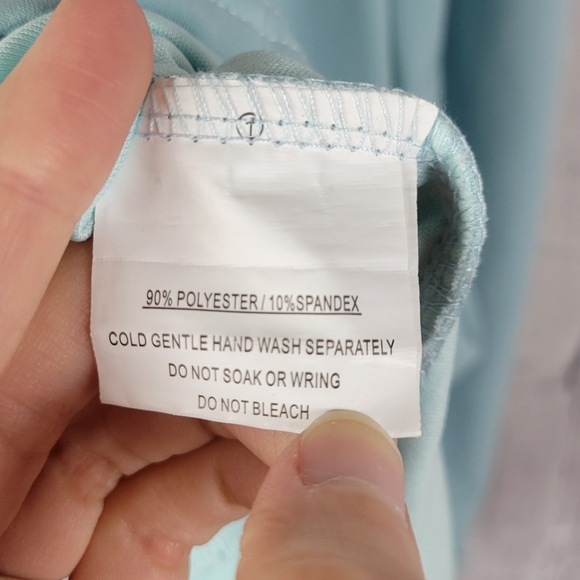 90% POLYESTER/10%SPANDEX
COLD GENTLE HAND WASH SEPARATELY
DO NOT SOAK OR WRING
DO NOT BLEACH